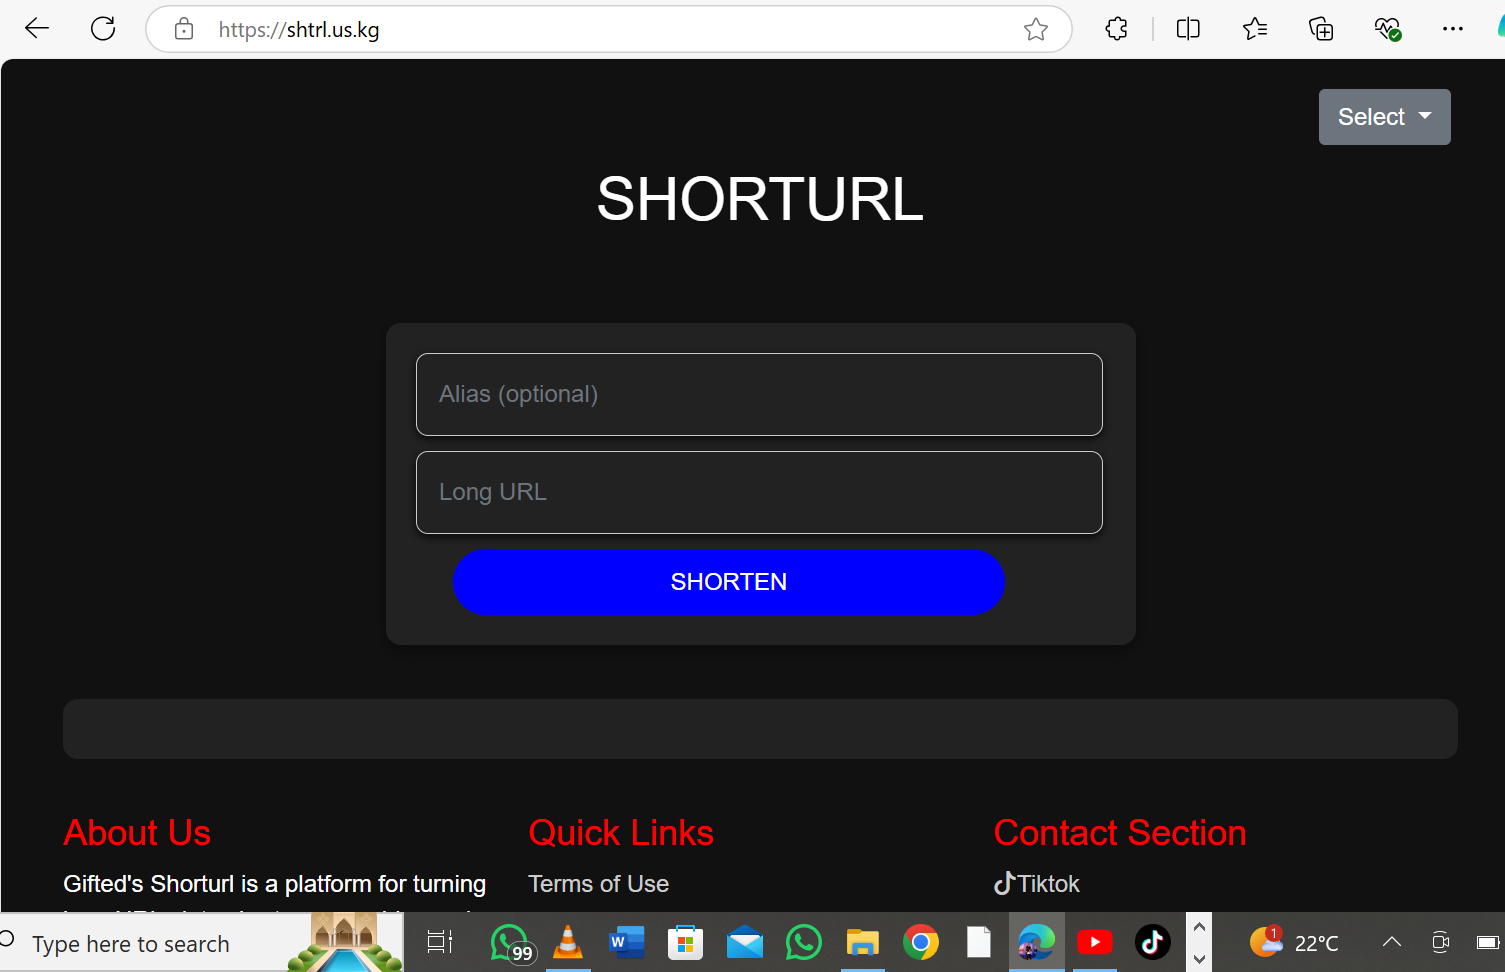 https://shtrl.us.kg
Select
SHORTURL
Alias (optional)
Long URL
SHORTEN
About Us
Quick Links
Contact Section
Gifted's Shorturl is a platform for turning
Terms of Use
Tiktok
Type here to search
99
W
1
22°C